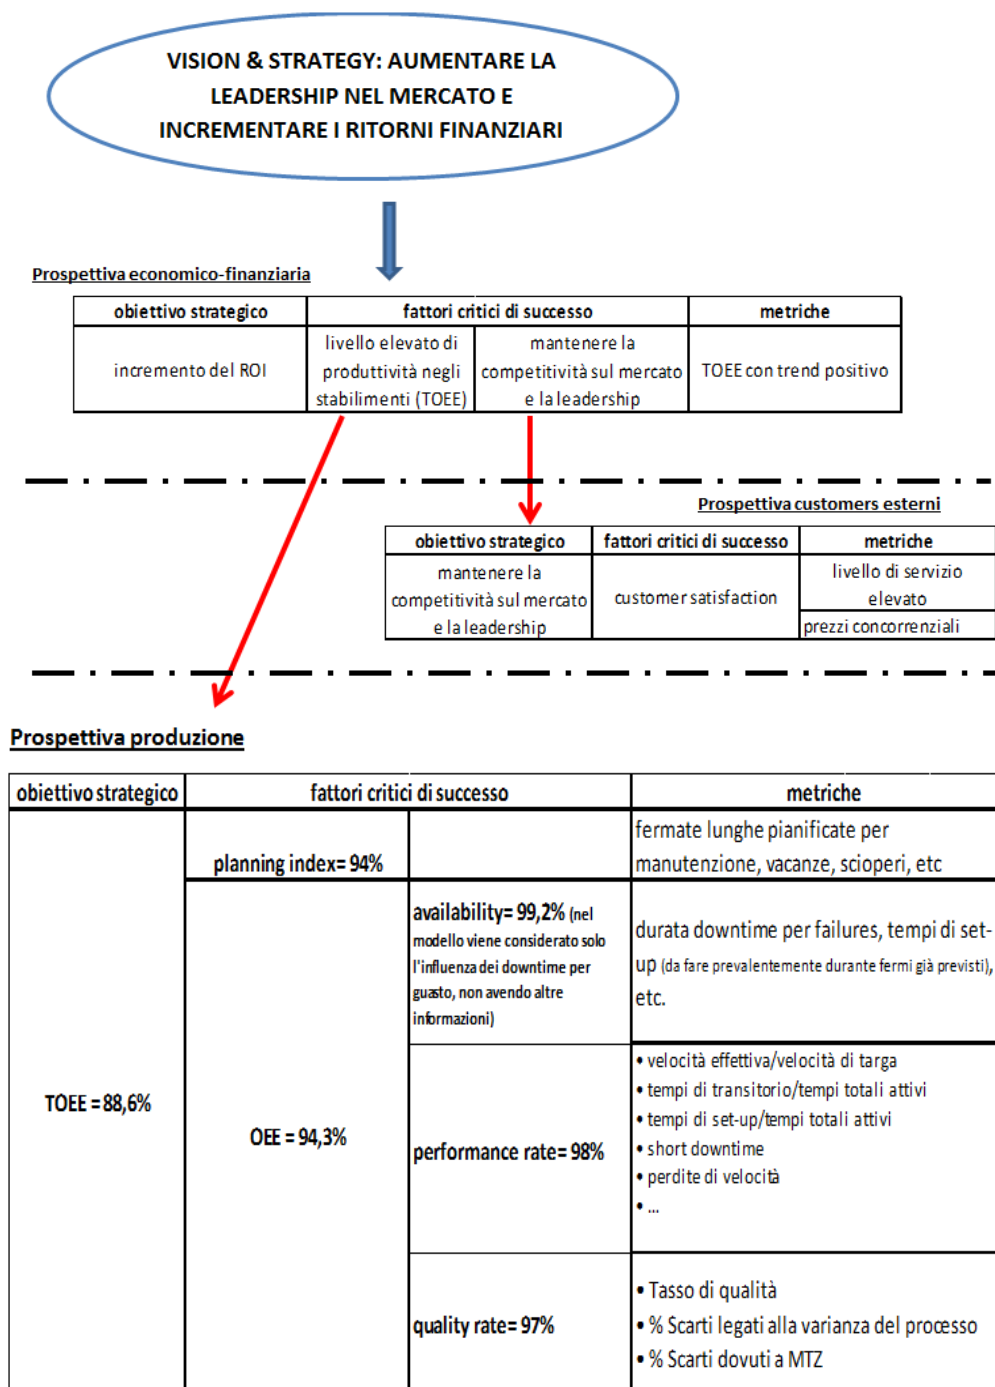 VISION & STRATEGY: AUMENTARE LA
LEADERSHIP NEL MERCATO E
INCREMENTARE I RITORNI FINANZIARI
Prospettiva economico-finanziaria
obiettivo strategico
fattori critici di successo
metriche
incremento del ROI
livello elevato di
produttività negli
stabilimenti (TOEE)
mantenere la
competitività sul mercato
e la leadership
TOEE con trend positivo
Prospettiva customers esterni
obiettivo strategico
fattori critici di successo
metriche
mantenere la
competitività sul mercato
e la leadership
customer satisfaction
livello di servizio
elevato
prezzi concorrenziali
Prospettiva produzione
obiettivo strategico
fattori critici di successo
metriche
TOEE = 88,6%
planning index= 94%
fermate lunghe pianificate per
manutenzione, vacanze, scioperi, etc
OEE = 94,3%
availability= 99,2% (nel
modello viene considerato solo
l'influenza dei downtime per
guasto, non avendo altre
informazioni)
durata downtime per failures, tempi di set-
up (da fare prevalentemente durante fermi già previsti),
etc.
performance rate= 98%
• velocità effettiva/velocità di targa
• tempi di transitorio/tempi totali attivi
• tempi di set-up/tempi totali attivi
• short downtime
• perdite di velocità
• ...
quality rate= 97%
• Tasso di qualità
• % Scarti legati alla varianza del processo
• % Scarti dovuti a MTZ